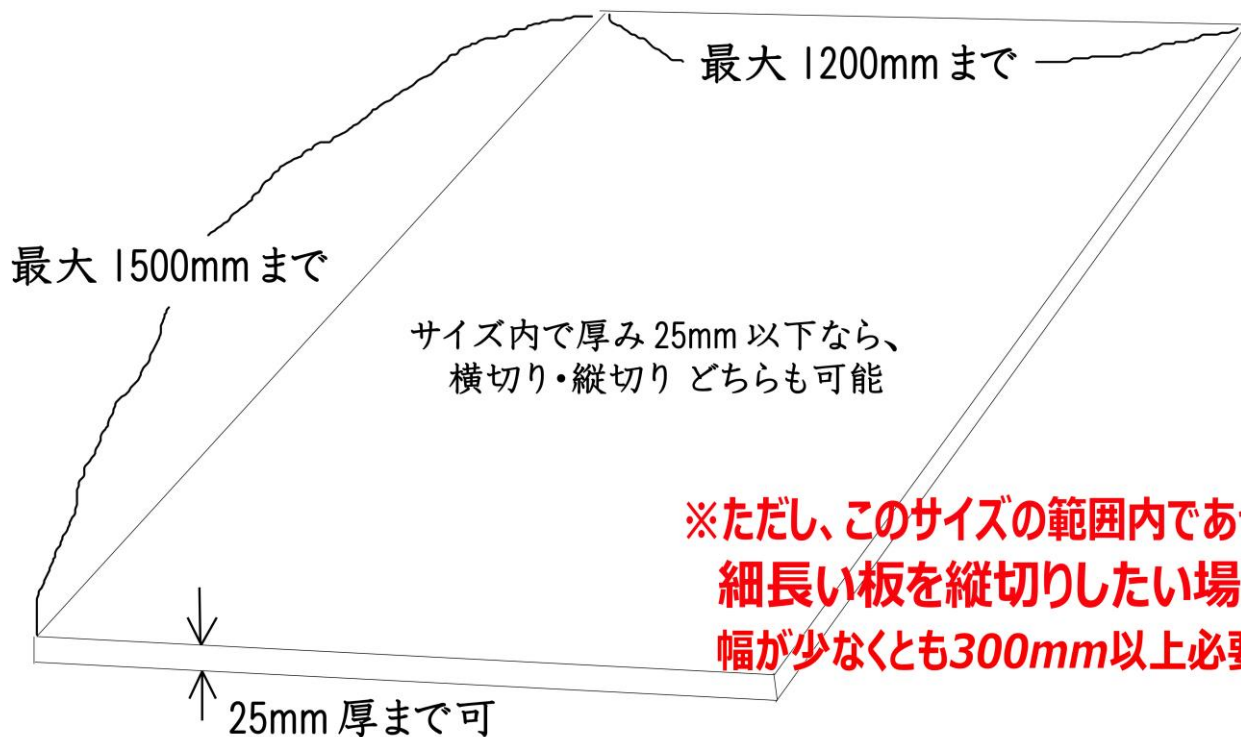 最大 1200mm まで
最大 1500mm まで
サイズ内で厚み 25mm 以下なら、
横切り・縦切り どちらも可能
※ただし、このサイズの範囲内であ
細長い板を縦切りしたい場
幅が少なくとも300mm以上必要
25mm 厚まで可